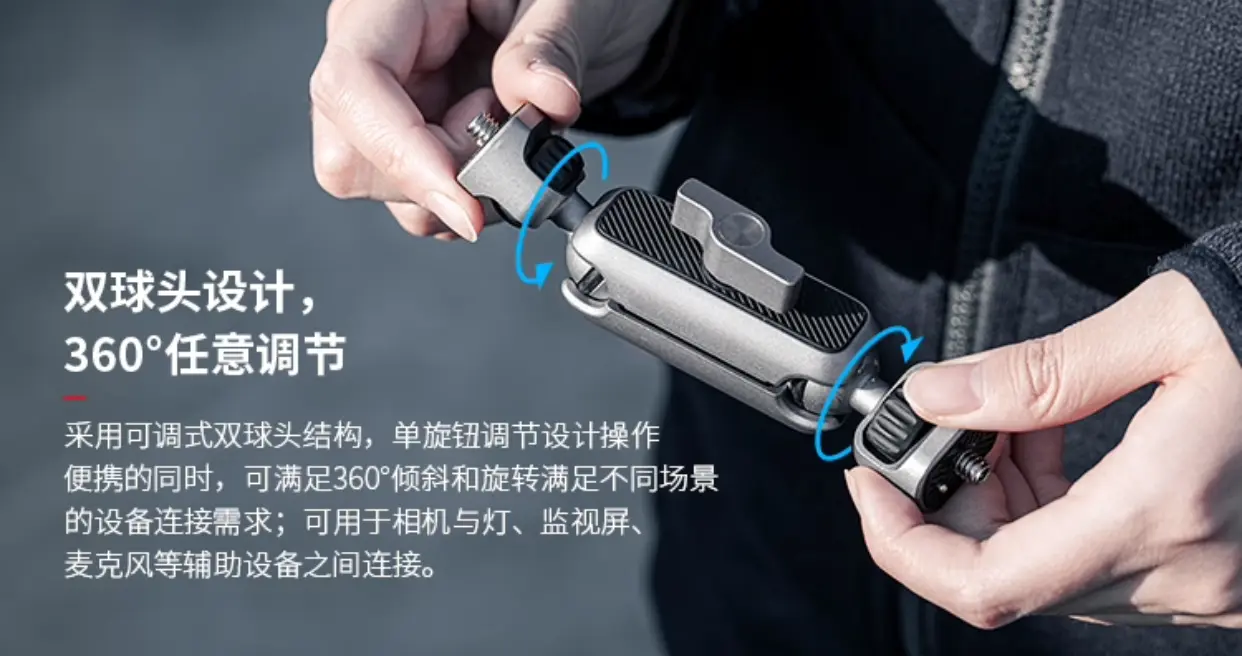 双球头设计，
360°任意调节
采用可调式双球头结构，单旋钮调节设计操作
便携的同时，可满足360°倾斜和旋转满足不同场景
的设备连接需求；可用于相机与灯、监视屏、
麦克风等辅助设备之间连接。